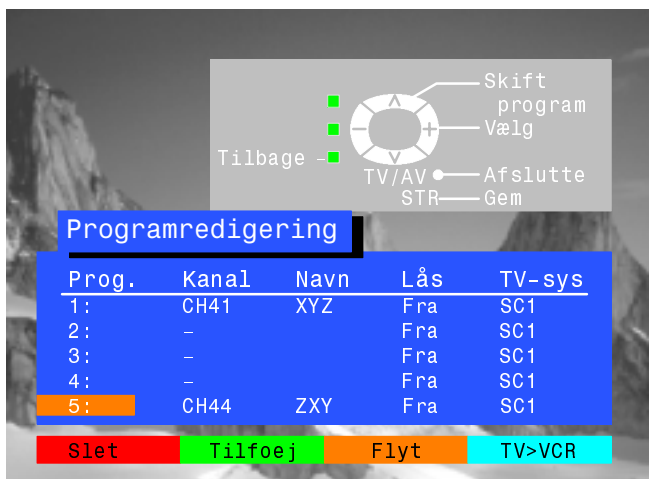 Skift
program
Vælg
Tilbage –
TV/AV Afslutte
STR Gem
Programredigering
Prog. Kanal Navn Lås TV-sys
1: CH41 XYZ Fra SC1
2: – Fra SC1
3: – Fra SC1
4: – Fra SC1
5: CH44 ZXY Fra SC1
Slet Tilfoej Flyt TV>VCR